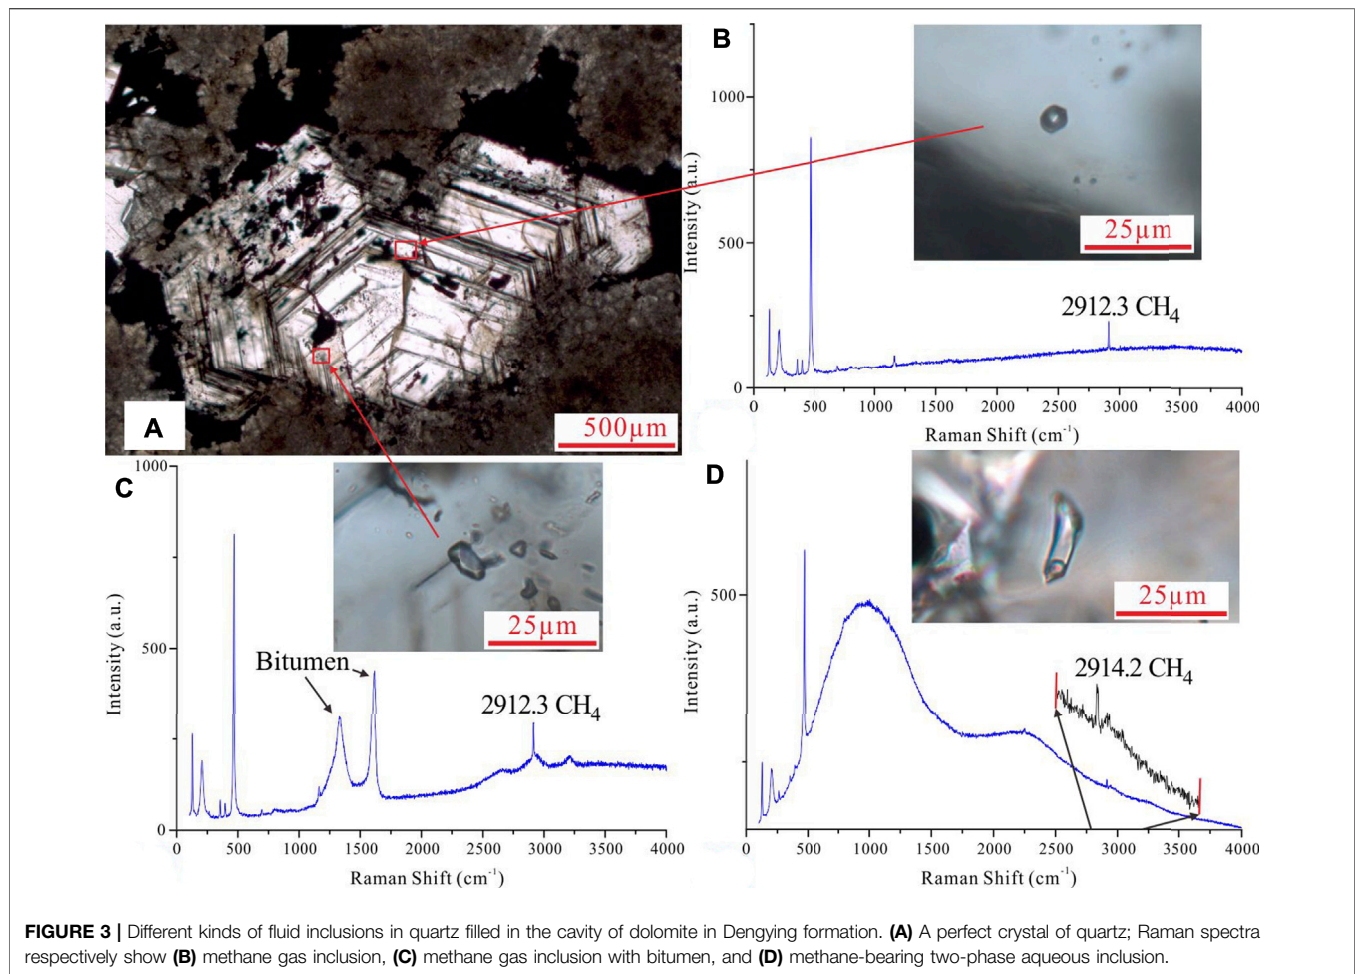 A
500μm
B
1000
500
0
Intensity (a.u.)
25μm
2912.3 CH4
0 500 1000 1500 2000 2500 3000 3500 4000
Raman Shift (cm-1)
C
1000
500
0
Intensity (a.u.)
25μm
Bitumen
2912.3 CH4
0 500 1000 1500 2000 2500 3000 3500 4000
Raman Shift (cm-1)
D
500
Intensity (a.u.)
25μm
2914.2 CH4
0 500 1000 1500 2000 2500 3000 3500 4000
Raman Shift (cm-1)
FIGURE 3 | Different kinds of fluid inclusions in quartz filled in the cavity of dolomite in Dengying formation. (A) A perfect crystal of quartz; Raman spectra
respectively show (B) methane gas inclusion, (C) methane gas inclusion with bitumen, and (D) methane-bearing two-phase aqueous inclusion.